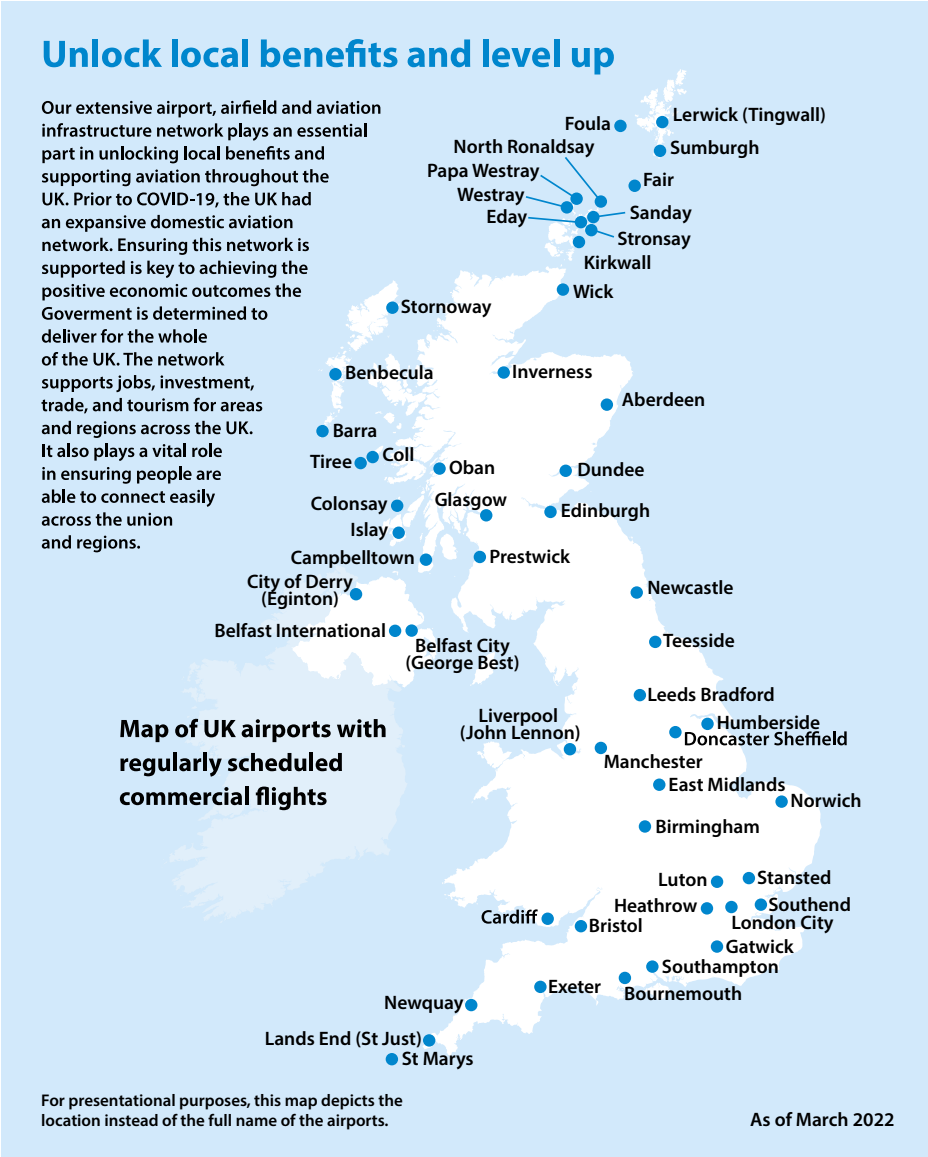 Unlock local benefits and level up
Our extensive airport, airfield and aviation
infrastructure network plays an essential
part in unlocking local benefits and
supporting aviation throughout the
UK. Prior to COVID-19, the UK had
an expansive domestic aviation
network. Ensuring this network is
supported is key to achieving the
positive economic outcomes the
Goverment is determined to
deliver for the whole
of the UK. The network
supports jobs, investment,
trade, and tourism for areas
and regions across the UK.
It also plays a vital role
in ensuring people are
able to connect easily
across the union
and regions.
Foula
Lerwick (Tingwall)
North Ronaldsay
Sumburgh
Papa Westray
Fair
Westray
Eday
Sanday
Stronsay
Kirkwall
Wick
Stornoway
Benbecula
Inverness
Aberdeen
Barra
Tiree
Coll
Oban
Dundee
Colonsay
Glasgow
Edinburgh
Islay
Campbelltown
Prestwick
City of Derry
(Eginton)
Newcastle
Belfast International
Belfast City
(George Best)
Teesside
Leeds Bradford
Map of UK airports with
regularly scheduled
commercial flights
Liverpool
(John Lennon)
Humberside
Doncaster Sheffield
Manchester
East Midlands
Norwich
Birmingham
Luton
Stansted
Heathrow
Southend
London City
Cardiff
Bristol
Gatwick
Southampton
Exeter
Bournemouth
Newquay
Lands End (St Just)
St Marys
For presentational purposes, this map depicts the
location instead of the full name of the airports.
As of March 2022